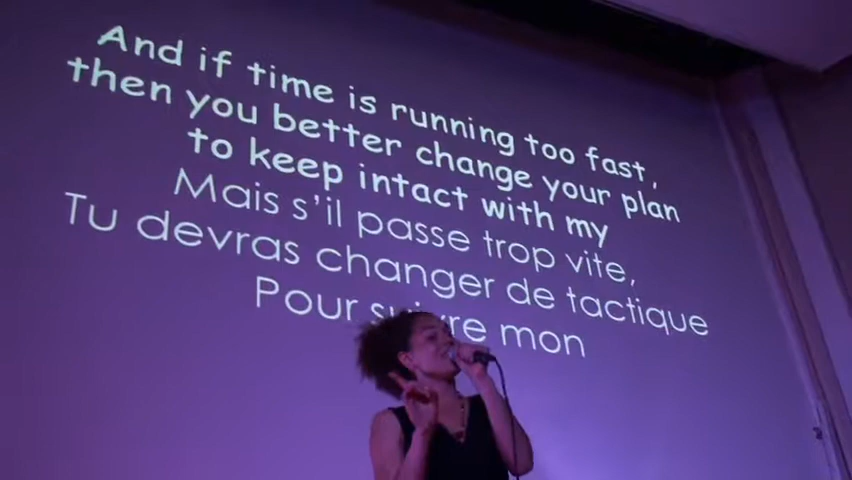 And if time is running too fast,
then you better change your plan
to keep intact with my
Mais s'il passe trop vite,
Tu devras changer de tactique
Pour suivre mon